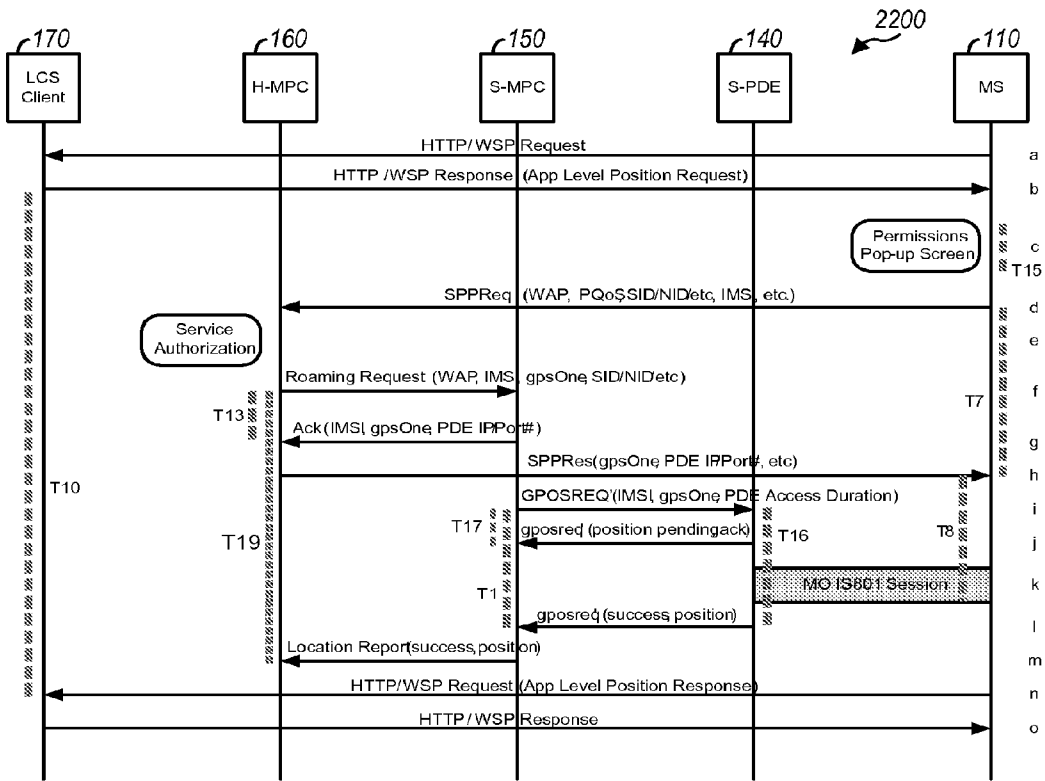 2200
170
160
150
140
110
LCS
Client
H-MPC
S-MPC
S-PDE
MS
HTTP/WSP Request
a
HTTP /WSP Response (App Level Position Request)
b
Permissions
Pop-up Screen
c
T15
SPPReq (WAP, PQoS,SID/NID/etc, IMS, etc.)
d
Service
Authorization
e
Roaming Request (WAP, IMS, gpsOne, SID/NID/etc)
f
T13
T7
Ack (IMSI, gpsOne, PDE IP/Port#)
g
SPPRes(gpsOne, PDE IP/Port#, etc)
h
T10
GPOSREQ'(IMSI, gpsOne, PDE Access Duration)
i
T17
gposreq' (position pendingack)
T16
T8
T19
j
MO IS801 Session
k
T1
gposreq' (success, position)
l
Location Report(success, position)
m
HTTP/WSP Request (App Level Position Response)
n
HTTP/WSP Response
o